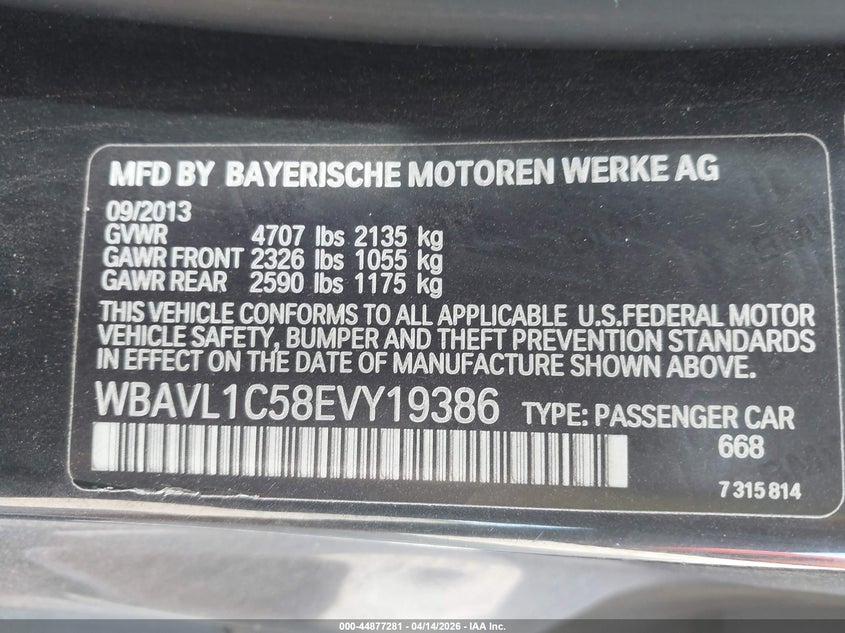 MFD BY BAYERISCHE MOTOREN WERKE AG
09/2013
GVWR 4707 lbs 2135 kg
GAWR FRONT 2326 lbs 1055 kg
GAWR REAR 2590 lbs 1175 kg
THIS VEHICLE CONFORMS TO ALL APPLICABLE U.S.FEDERAL MOTOR
VEHICLE SAFETY, BUMPER AND THEFT PREVENTION STANDARDS
IN EFFECT ON THE DATE OF MANUFACTURE SHOWN ABOVE.
WBAVL1C58EVY19386 TYPE: PASSENGER CAR
668
7 315 814
000-44877281 | 04/14/2026 - IAA Inc.